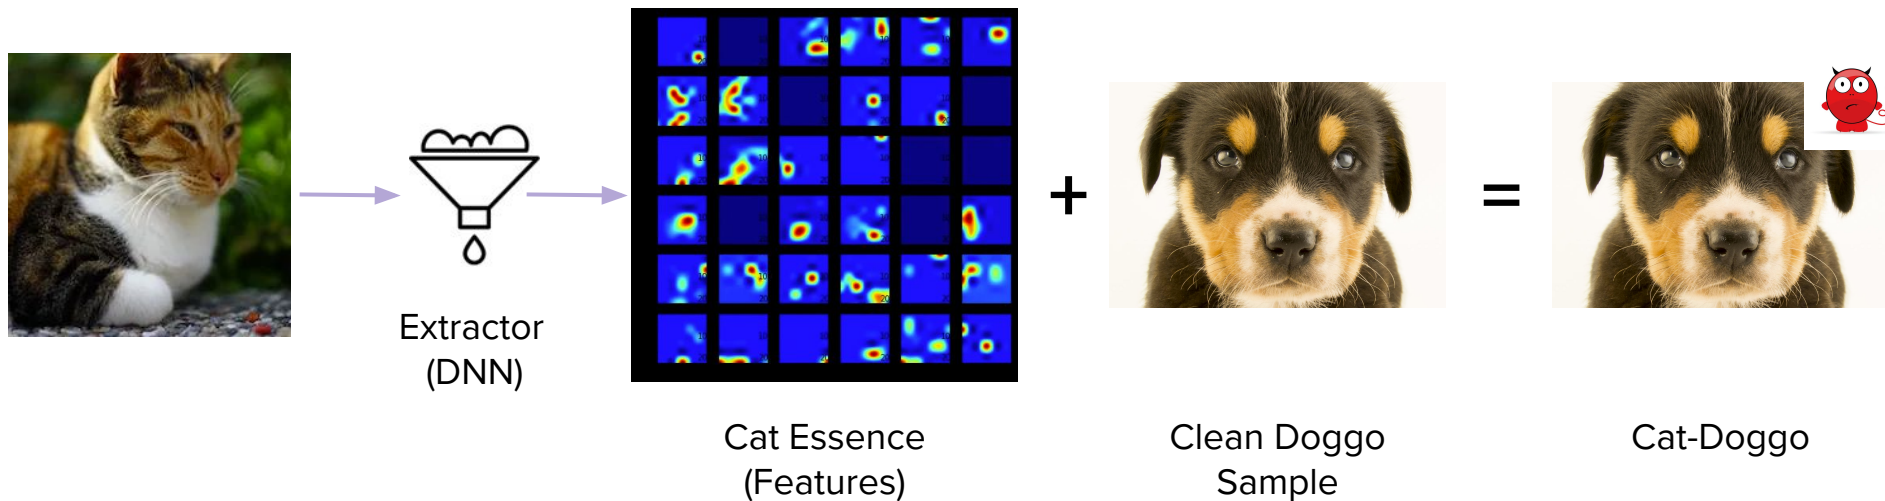 Extractor
(DNN)
Cat Essence
(Features)
+
Clean Doggo
Sample
=
Cat-Doggo